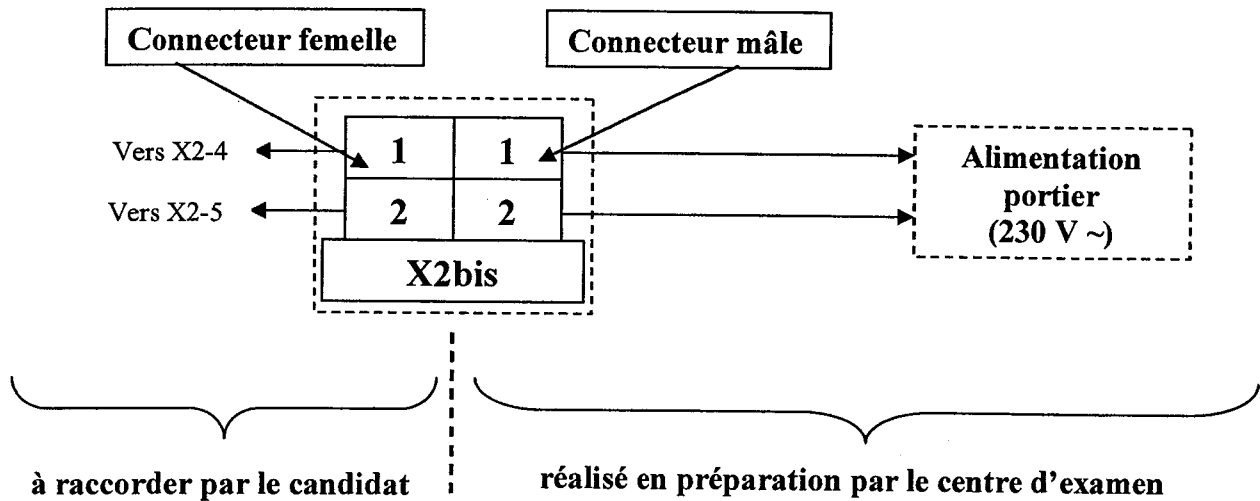 Connecteur femelle
Connecteur mâle
Vers X2-4
1
1
Alimentation
portier
(230 V ~)
Vers X2-5
2
2
X2bis
à raccorder par le candidat
réalisé en préparation par le centre d'examen